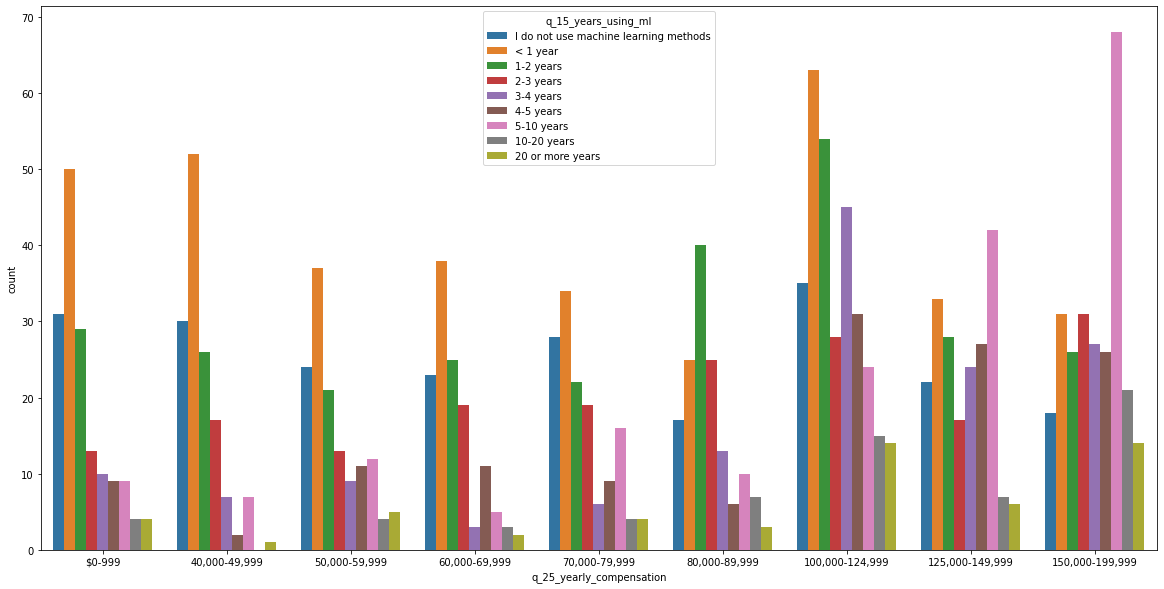 q_15_years_using_ml
I do not use machine learning methods
< 1 year
1-2 years
2-3 years
3-4 years
4-5 years
5-10 years
10-20 years
20 or more years
70
60
50
40
30
20
10
0
count
$0-999 40,000-49,999 50,000-59,999 60,000-69,999 70,000-79,999 80,000-89,999 100,000-124,999 125,000-149,999 150,000-199,999
q_25_yearly_compensation